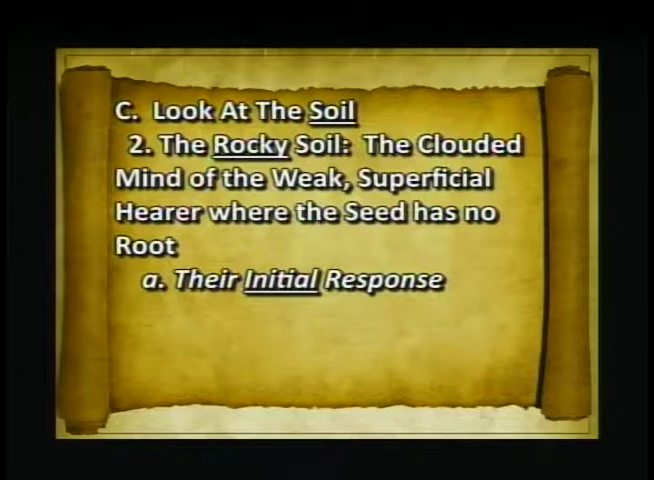 C. Look At The Soil
2. The Rocky Soil: The Clouded
Mind of the Weak, Superficial
Hearer where the Seed has no
Root
a. Their Initial Response